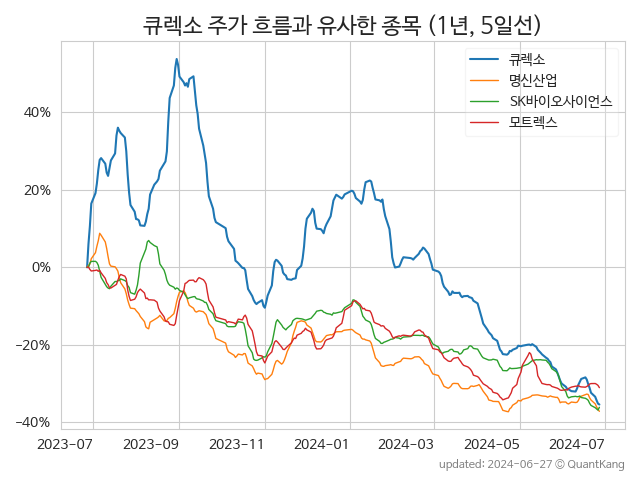 큐렉소 주가 흐름과 유사한 종목 (1년, 5일선)
큐렉소
명신산업
SK바이오사이언스
모트렉스
40%
20%
0%
−20%
−40%
2023-07 2023-09 2023-11 2024-01 2024-03 2024-05 2024-07
updated: 2024-06-27 © QuantKang